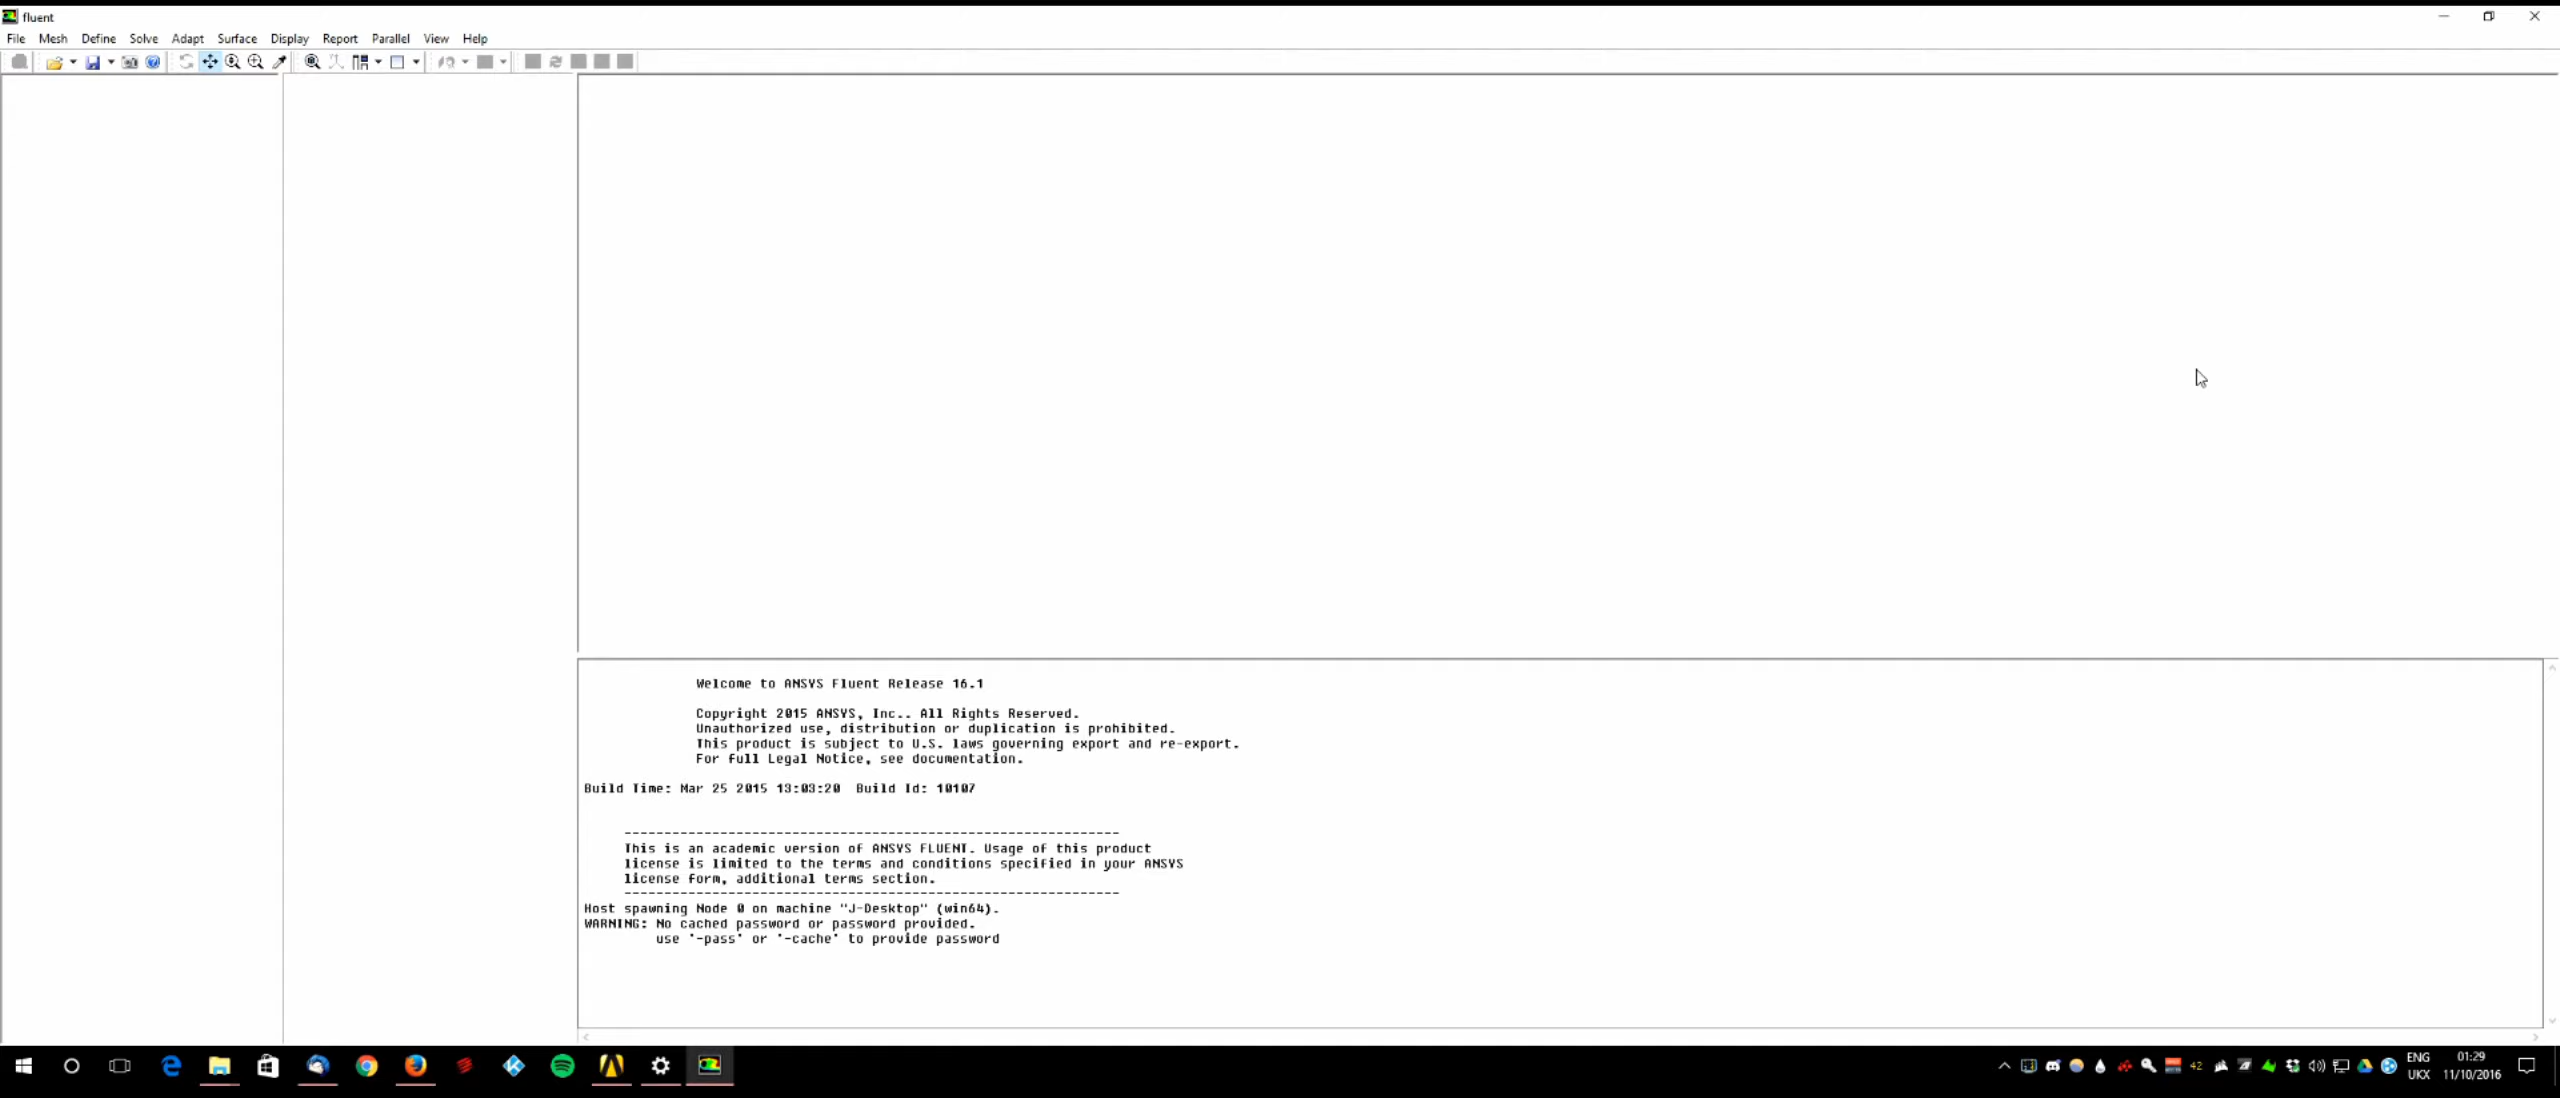 fluent
File Mesh Define Solve Adapt Surface Display Report Parallel View Help
Welcome to ANSYS Fluent Release 16.1
Copyright 2015 ANSYS, Inc.. All Rights Reserved.
Unauthorized use, distribution or duplication is prohibited.
This product is subject to U.S. laws governing export and re-export.
For full Legal Notice, see documentation.
Build Time: Mar 25 2015 13:03:20  Build Id: 10107
--------------------------------------------------------------
This is an academic version of ANSYS FLUENT. Usage of this product
license is limited to the terms and conditions specified in your ANSYS
license form, additional terms section.
--------------------------------------------------------------
Host spawning Node 0 on machine "J-Desktop" (win64).
WARNING: No cached password or password provided.
use '-pass' or '-cache' to provide password
42 ENG 01:29
UKX 11/10/2016